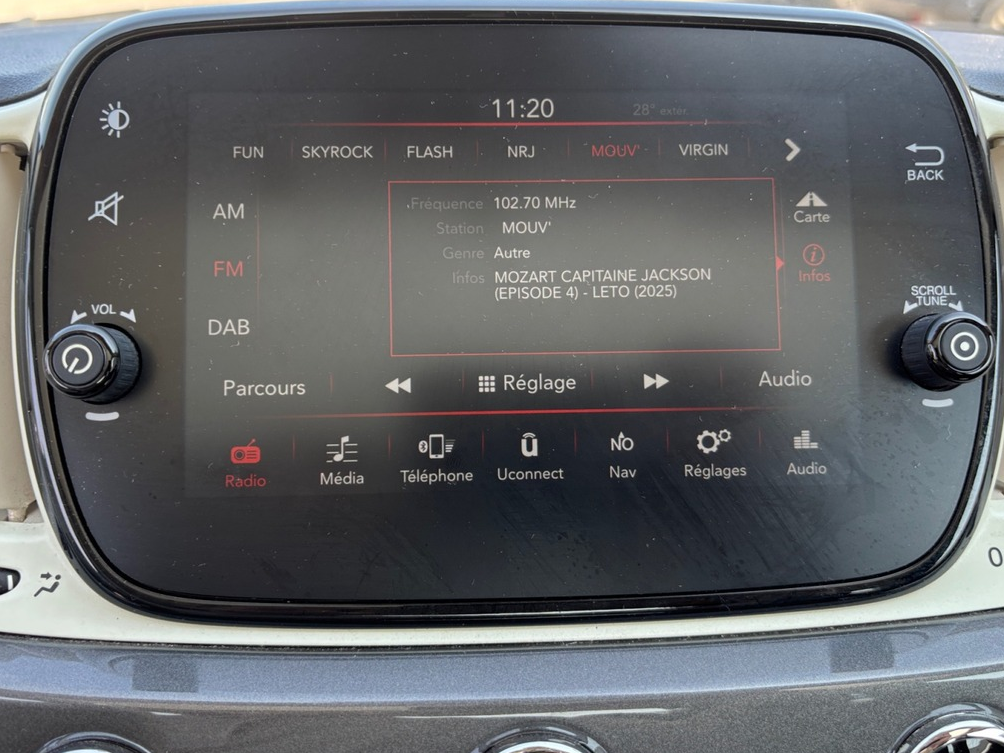 11:20 28° extér
FUN SKYROCK FLASH NRJ MOUV' VIRGIN
BACK
AM
FM
DAB
Fréquence 102.70 MHz
Station MOUV'
Genre Autre
Infos MOZART CAPITAINE JACKSON
(EPISODE 4) - LETO (2025)
Carte
Infos
VOL
SCROLL
TUNE
Parcours Réglage Audio
Radio Média Téléphone Uconnect Nav Réglages Audio
NO
0